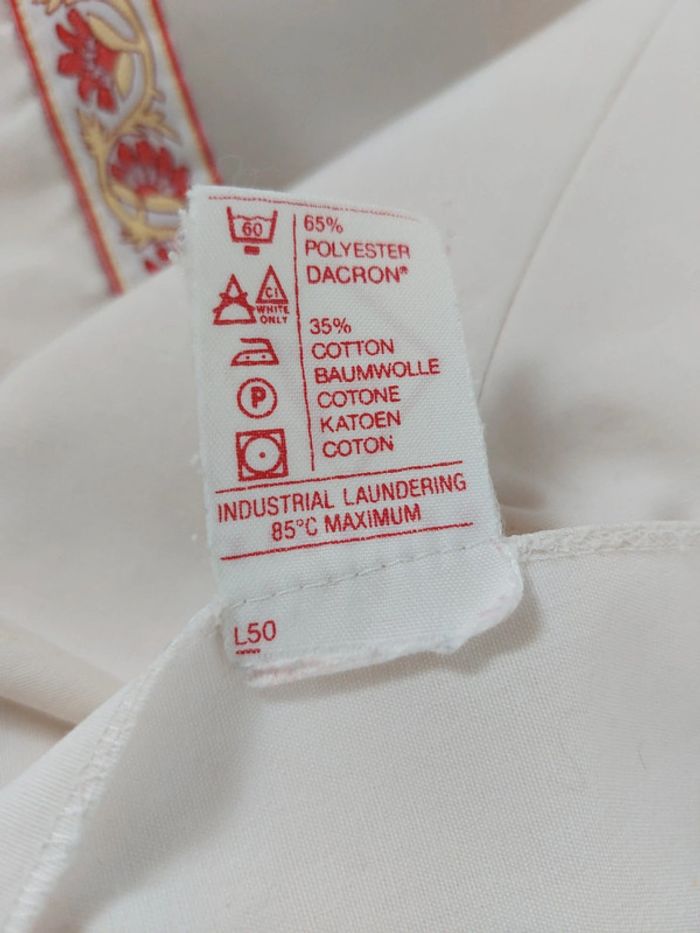 60
Cl
WHITE
ONLY
P
65%
POLYESTER
DACRON®
35%
COTTON
BAUMWOLLE
COTONE
KATOEN
COTON
INDUSTRIAL LAUNDERING
85°C MAXIMUM
L50